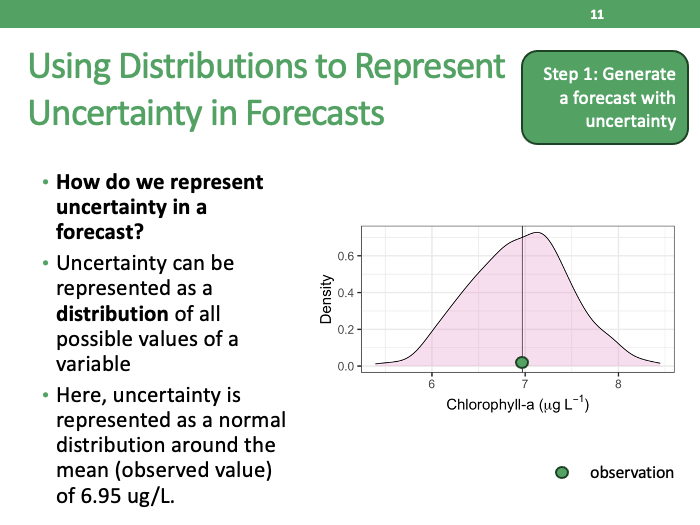 11
Using Distributions to Represent
Uncertainty in Forecasts
Step 1: Generate
a forecast with
uncertainty
• How do we represent
uncertainty in a
forecast?
• Uncertainty can be
represented as a
distribution of all
possible values of a
variable
• Here, uncertainty is
represented as a normal
distribution around the
mean (observed value)
of 6.95 ug/L.
Density
0.6
0.4
0.2
0.0
6 7 8
Chlorophyll-a (μg L⁻¹)
observation